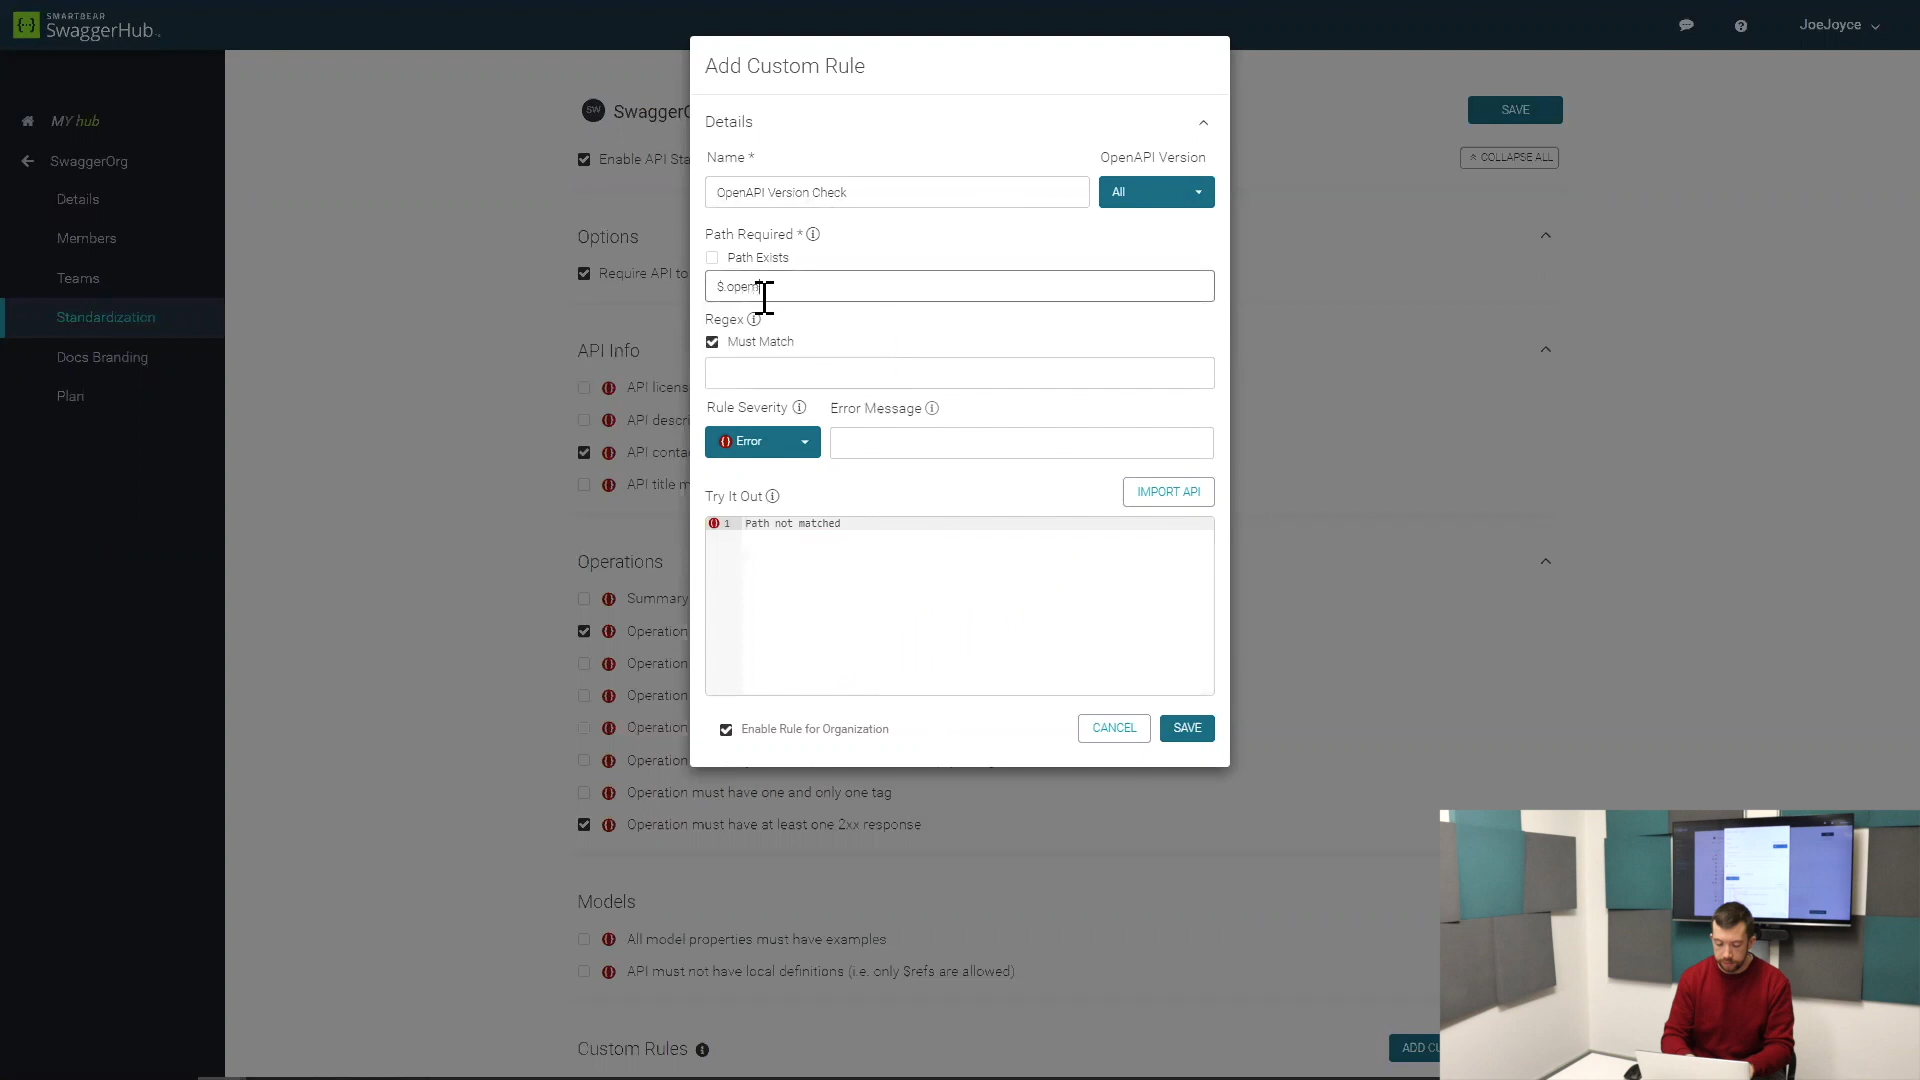 SMARTBEAR
SwaggerHub
JoeJoyce
MY hub
SwaggerOrg
Details
Members
Teams
Standardization
Docs Branding
Plan
SW
SAVE
Enable API Sta
COLLAPSE ALL
Options
Require API to
API Info
API licens
API descri
API conta
API title m
Operations
Summary
Operation
Operation
Operation
Operation
Operation
Operation must have one and only one tag
Operation must have at least one 2xx response
Models
All model properties must have examples
API must not have local definitions (i.e. only $refs are allowed)
Custom Rules
ADD CU
Add Custom Rule
Details
Name *
OpenAPI Version
OpenAPI Version Check
All
Path Required *
Path Exists
$.open
Regex
Must Match
Rule Severity
Error Message
Error
Try It Out
IMPORT API
1 Path not matched
Enable Rule for Organization
CANCEL
SAVE